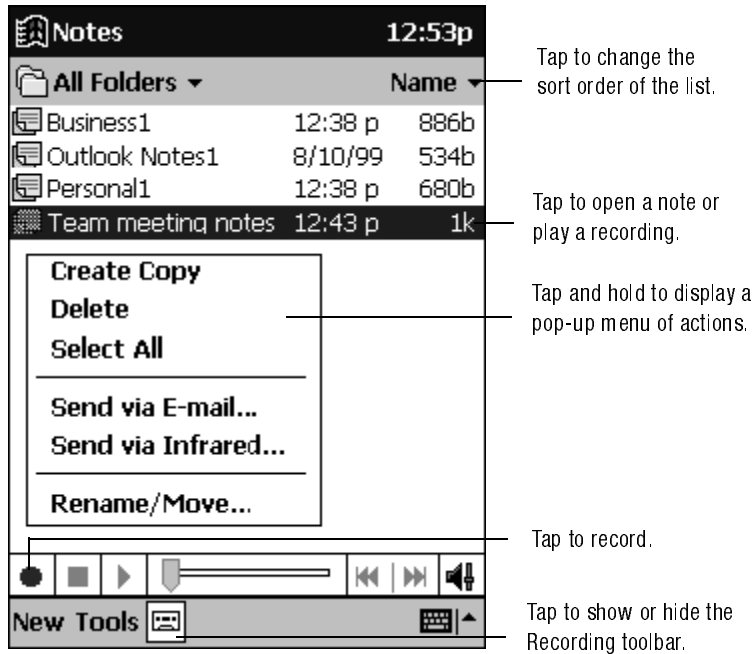 Notes 12:53p
All Folders Name
Business1 12:38 p 886b
Outlook Notes1 8/10/99 534b
Personal1 12:38 p 680b
Team meeting notes 12:43 p 1k
Create Copy
Delete
Select All
Send via E-mail...
Send via Infrared...
Rename/Move...
New Tools
Tap to change the
sort order of the list.
Tap to open a note or
play a recording.
Tap and hold to display a
pop-up menu of actions.
Tap to record.
Tap to show or hide the
Recording toolbar.